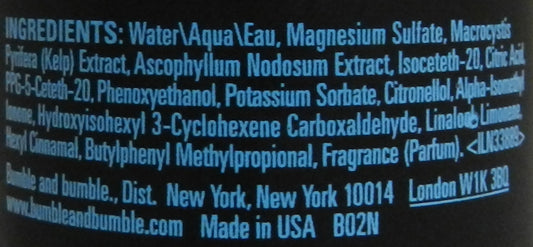 INGREDIENTS: Water\Aqua\Eau, Magnesium Sulfate, Macrocystis
Pyrifera (Kelp) Extract, Ascophyllum Nodosum Extract, Isoceteth-20, Citric Acid,
PPG-5-Ceteth-20, Phenoxyethanol, Potassium Sorbate, Citronellol, Alpha-Isomethyl
Ionone, Hydroxyisohexyl 3-Cyclohexene Carboxaldehyde, Linalool, Limonene,
Hexyl Cinnamal, Butylphenyl Methylpropional, Fragrance (Parfum). <ILN33888>
Bumble and bumble., Dist. New York, New York 10014 London W1K 3BQ
www.bumbleandbumble.com Made in USA B02N